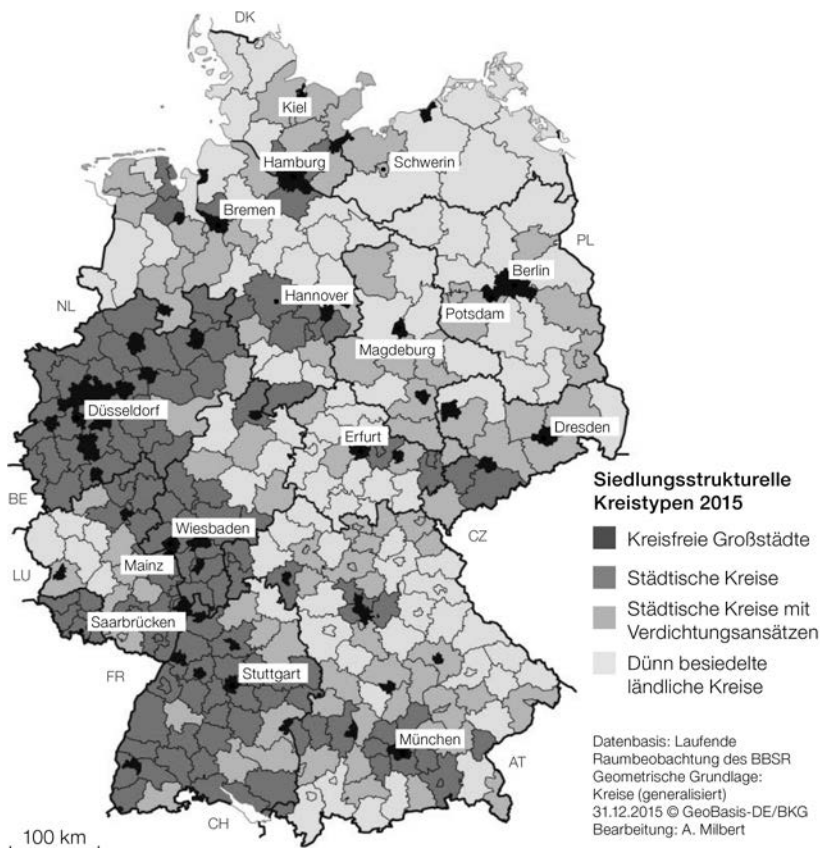 DK
Kiel
Hamburg
Schwerin
Bremen
PL
Berlin
Hannover
NL
Potsdam
Magdeburg
Düsseldorf
Erfurt
Dresden
BE
Wiesbaden
CZ
Mainz
LU
Saarbrücken
FR
Stuttgart
München
AT
CH
100 km
Siedlungsstrukturelle
Kreistypen 2015
Kreisfreie Großstädte
Städtische Kreise
Städtische Kreise mit
Verdichtungsansätzen
Dünn besiedelte
ländliche Kreise
Datenbasis: Laufende
Raumbeobachtung des BBSR
Geometrische Grundlage:
Kreise (generalisiert)
31.12.2015 © GeoBasis-DE/BKG
Bearbeitung: A. Milbert